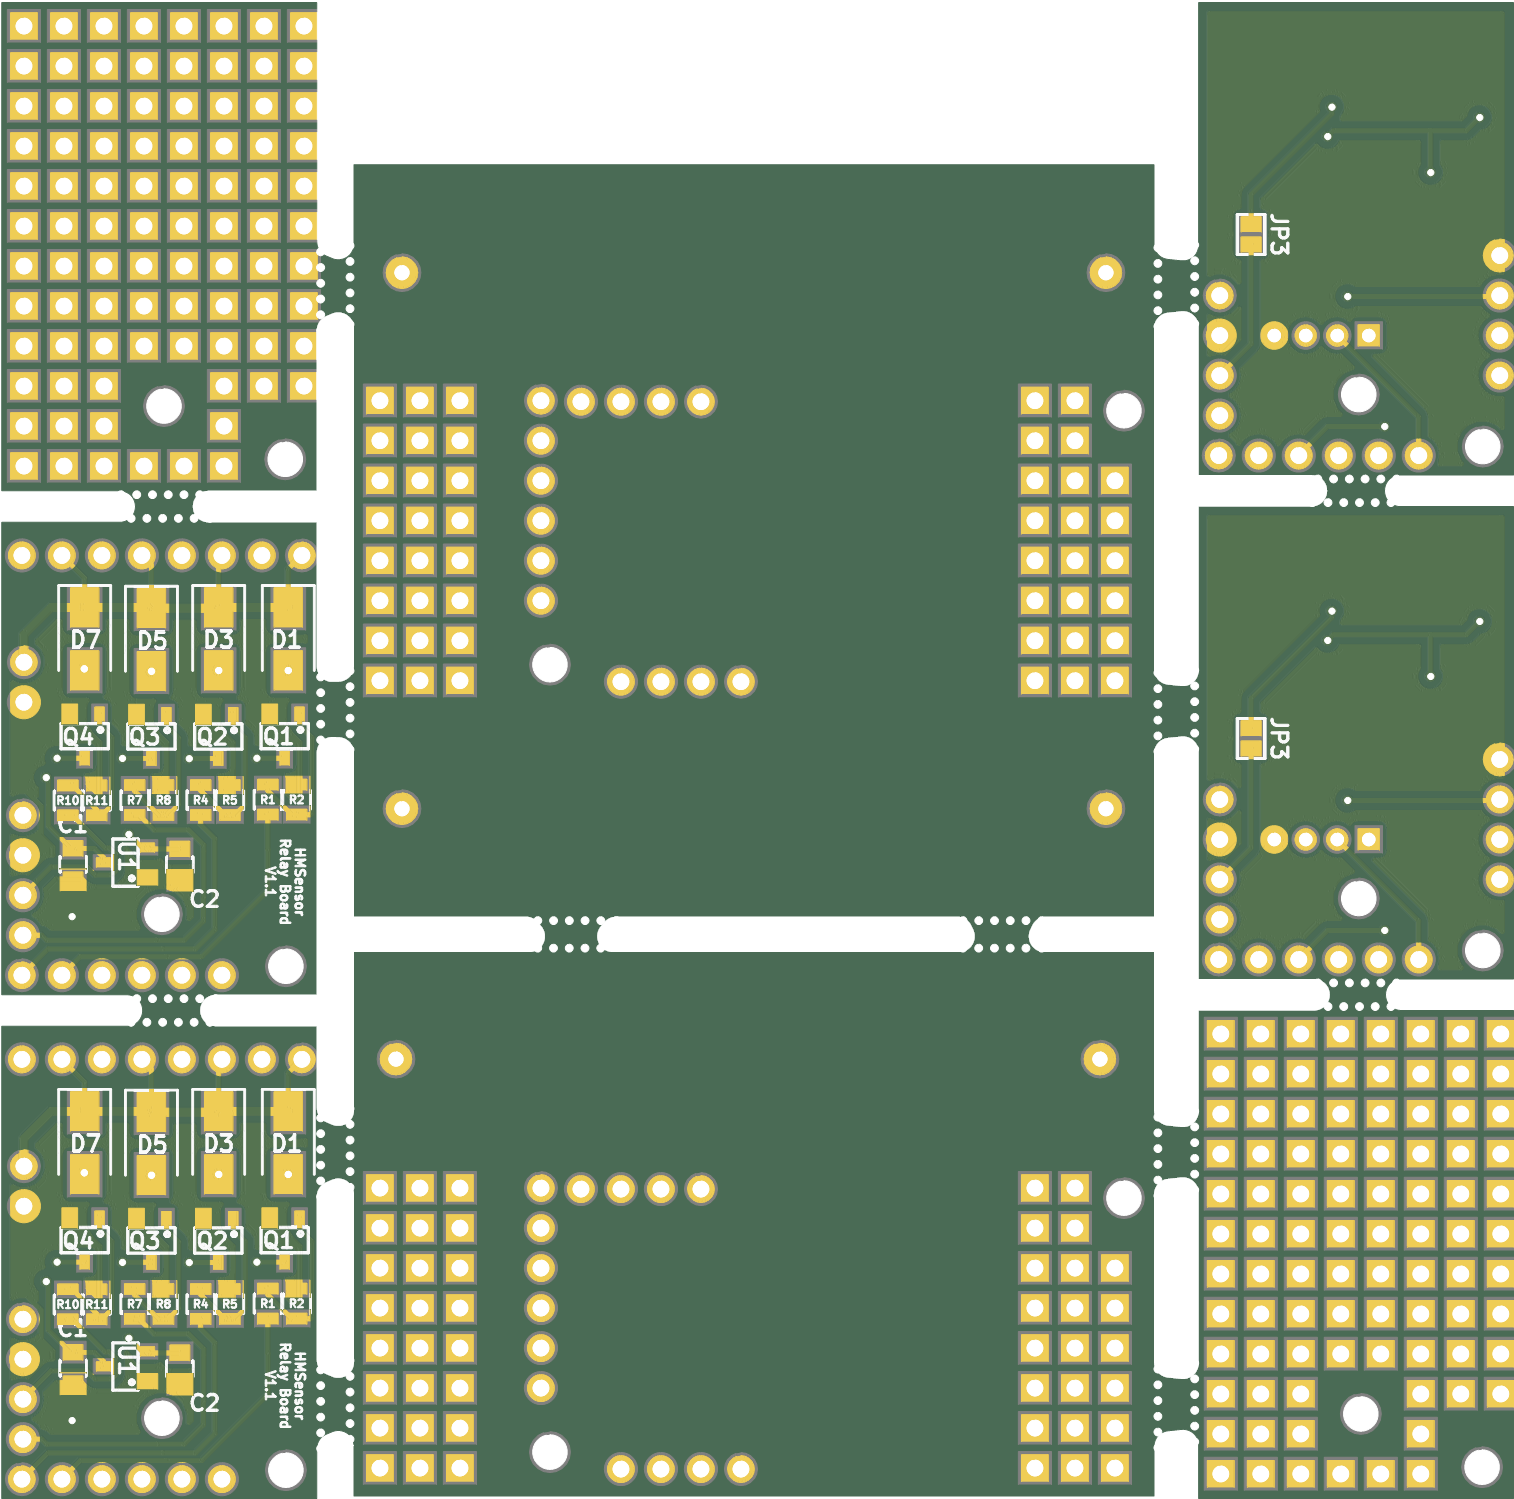 JP3
D7 D5 D3 D1
Q4 Q3 Q2 Q1
R10 R11 R7 R8 R4 R5 R1 R2
C1
U1
C2
HMSensor
Relay Board
V1.1
JP3
D7 D5 D3 D1
Q4 Q3 Q2 Q1
R10 R11 R7 R8 R4 R5 R1 R2
C1
U1
C2
HMSensor
Relay Board
V1.1